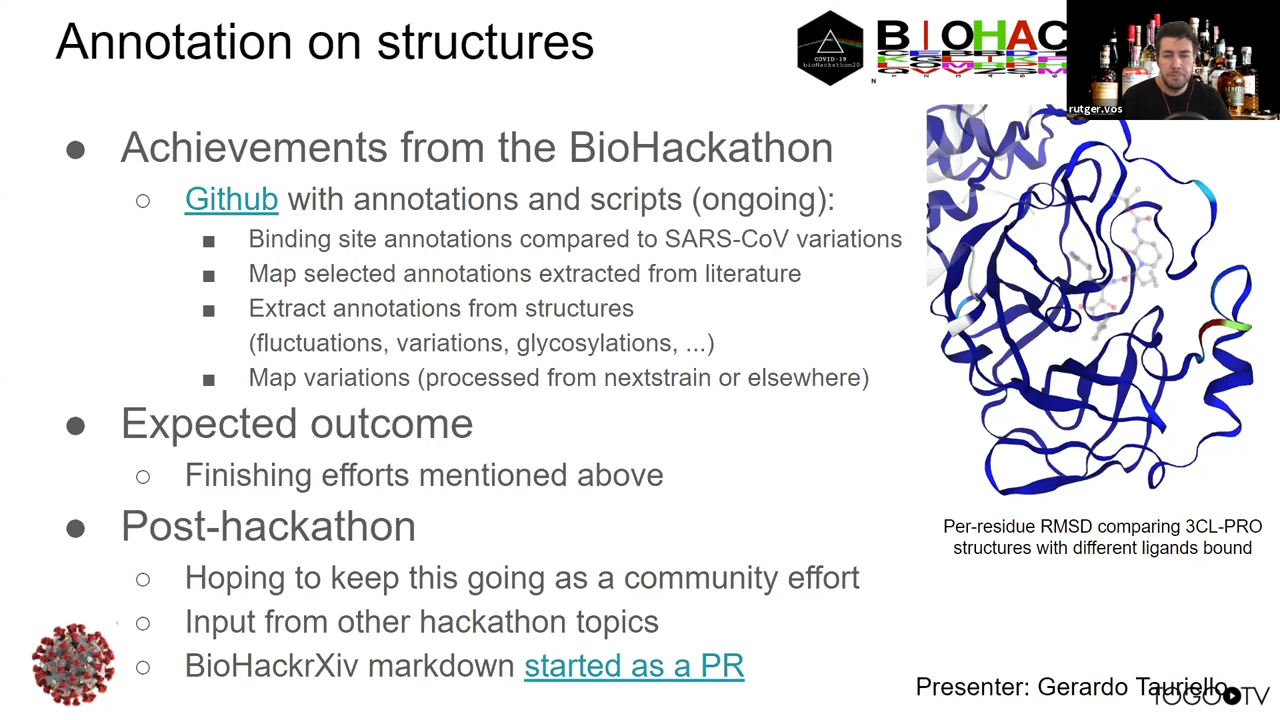 Annotation on structures
COVID-19
bioHackathon20
BIOHAC
rutger.vos
● Achievements from the BioHackathon
○ Github with annotations and scripts (ongoing):
■ Binding site annotations compared to SARS-CoV variations
■ Map selected annotations extracted from literature
■ Extract annotations from structures
(fluctuations, variations, glycosylations, ...)
■ Map variations (processed from nextstrain or elsewhere)
● Expected outcome
○ Finishing efforts mentioned above
● Post-hackathon
○ Hoping to keep this going as a community effort
○ Input from other hackathon topics
○ BioHackrXiv markdown started as a PR
Per-residue RMSD comparing 3CL-PRO
structures with different ligands bound
Presenter: Gerardo Tauriello
TOGO TV